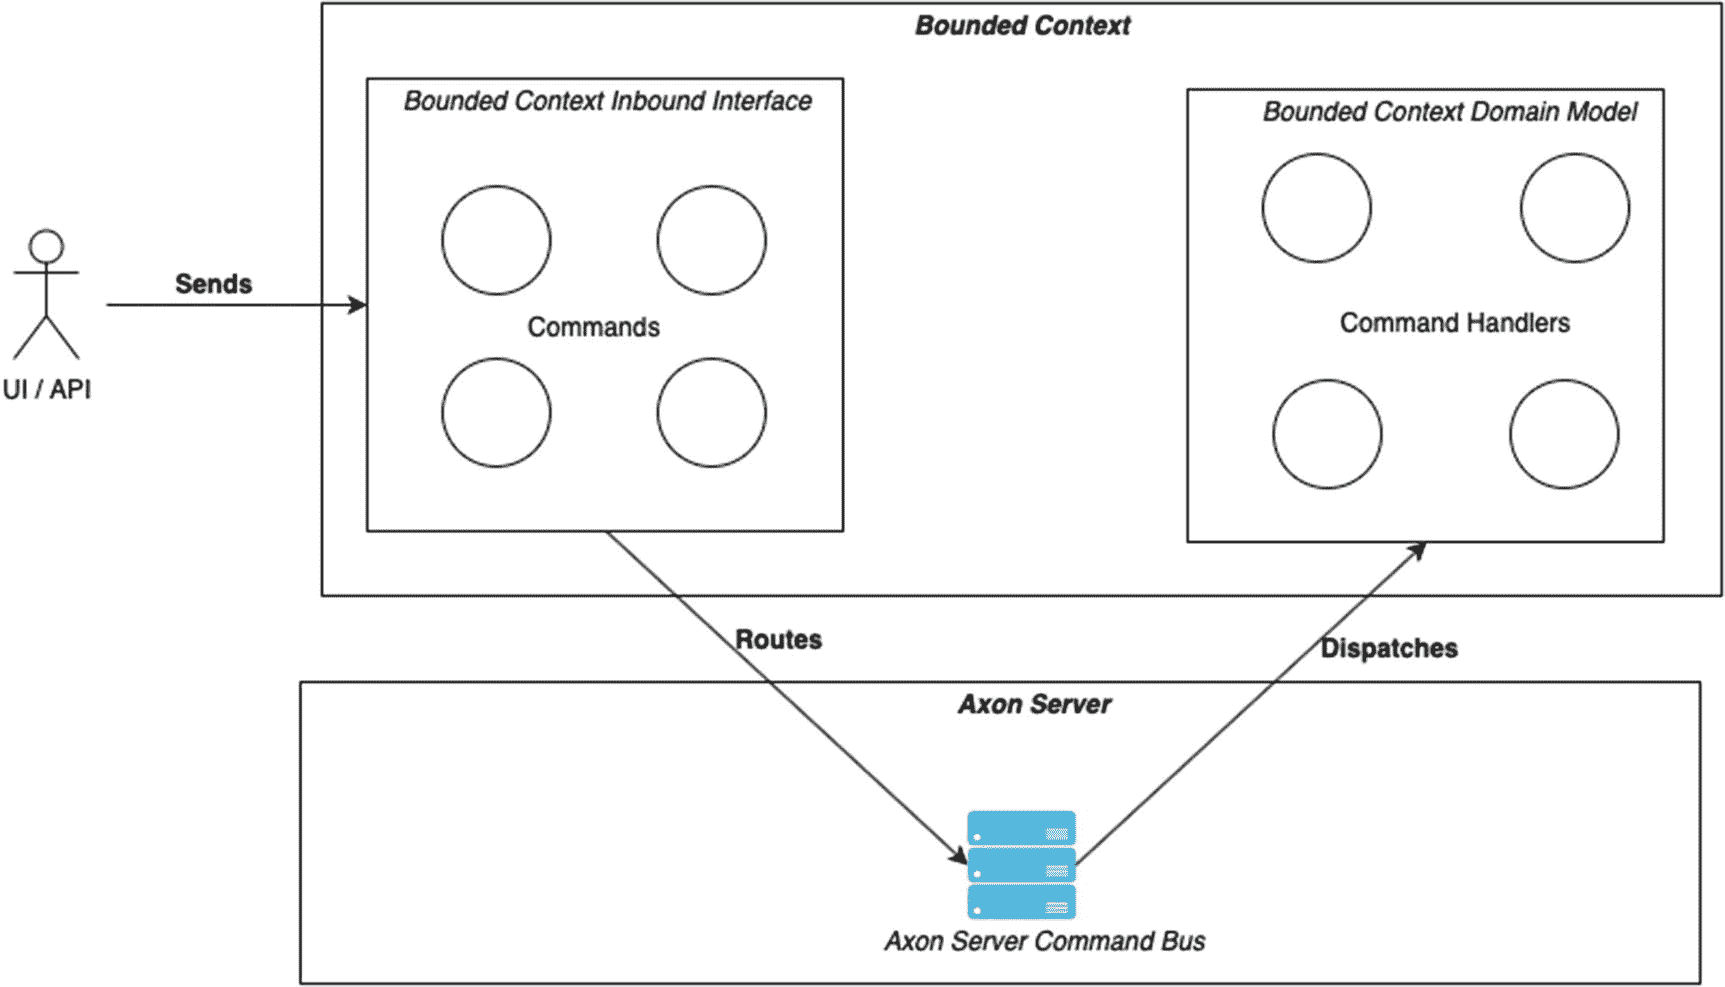 Bounded Context
Bounded Context Inbound Interface
Bounded Context Domain Model
Sends
Commands
Command Handlers
UI / API
Routes
Dispatches
Axon Server
Axon Server Command Bus